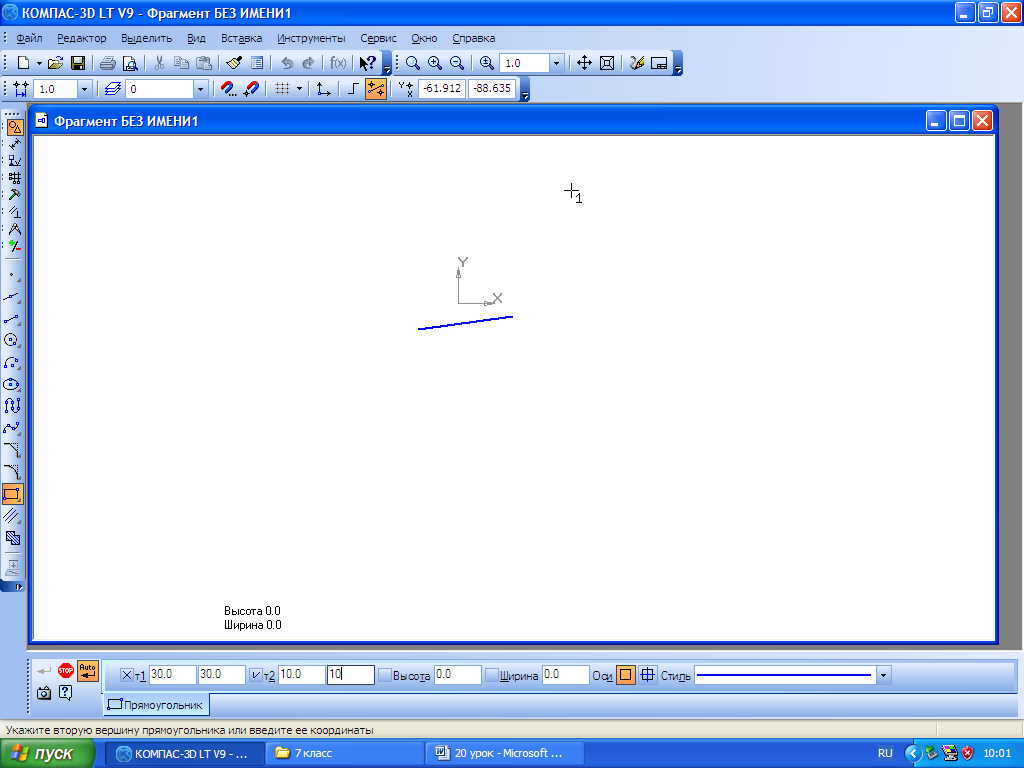 КОМПАС-3D LT V9 - Фрагмент БЕЗ ИМЕНИ1
Файл Редактор Выделить Вид Вставка Инструменты Сервис Окно Справка
f(x) ? 1.0
1.0 0 Y X -61.912 -88.635
Фрагмент БЕЗ ИМЕНИ1
1
Y
X
Высота 0.0
Ширина 0.0
STOP Auto т1 30.0 30.0 т2 10.0 10 Высота 0.0 Ширина 0.0 Оси Стиль
? Прямоугольник
Укажите вторую вершину прямоугольника или введите ее координаты
пуск КОМПАС-3D LT V9 - ... 7 класс 20 урок - Microsoft ... RU 10:01